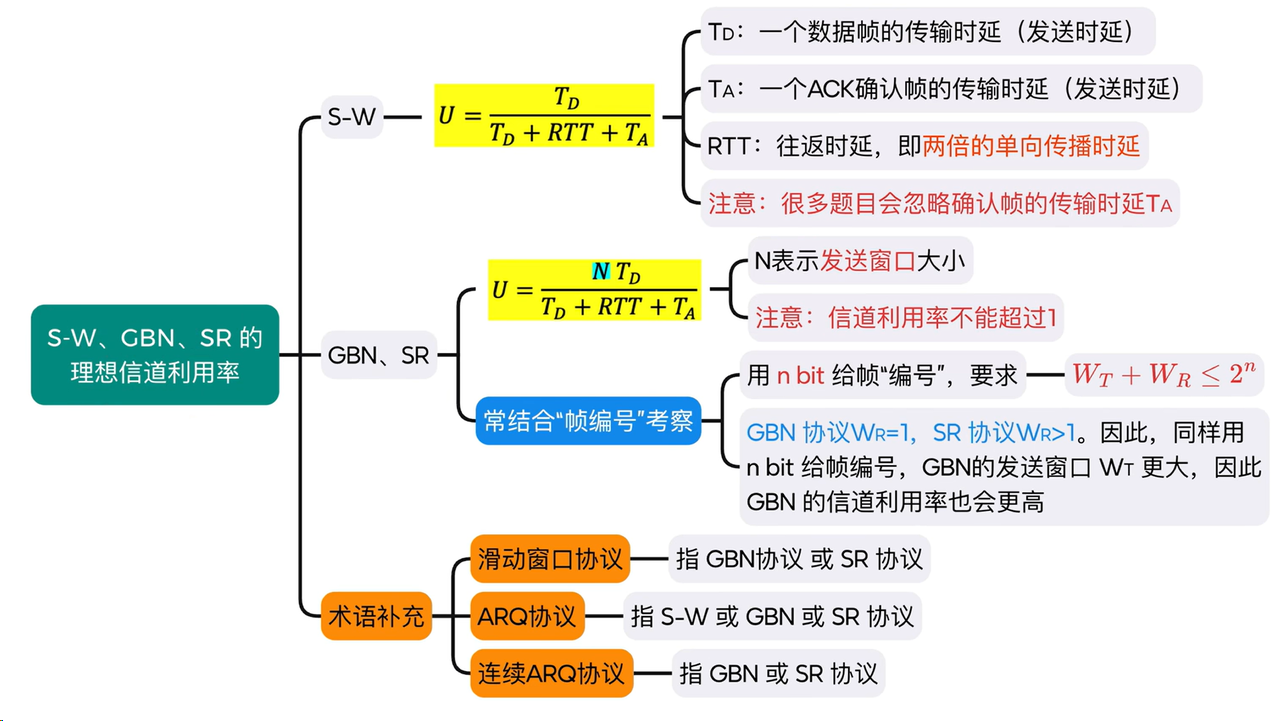 S-W、GBN、SR 的
理想信道利用率
S-W
U = T_D / (T_D + RTT + T_A)
TD：一个数据帧的传输时延（发送时延）
TA：一个ACK确认帧的传输时延（发送时延）
RTT：往返时延，即两倍的单向传播时延
注意：很多题目会忽略确认帧的传输时延TA
GBN、SR
U = N T_D / (T_D + RTT + T_A)
N表示发送窗口大小
注意：信道利用率不能超过1
常结合“帧编号”考察
用 n bit 给帧“编号”，要求
W_T + W_R ≤ 2^n
GBN 协议WR=1，SR 协议WR>1。因此，同样用
n bit 给帧编号，GBN的发送窗口 WT 更大，因此
GBN 的信道利用率也会更高
术语补充
滑动窗口协议
指 GBN协议 或 SR 协议
ARQ协议
指 S-W 或 GBN 或 SR 协议
连续ARQ协议
指 GBN 或 SR 协议